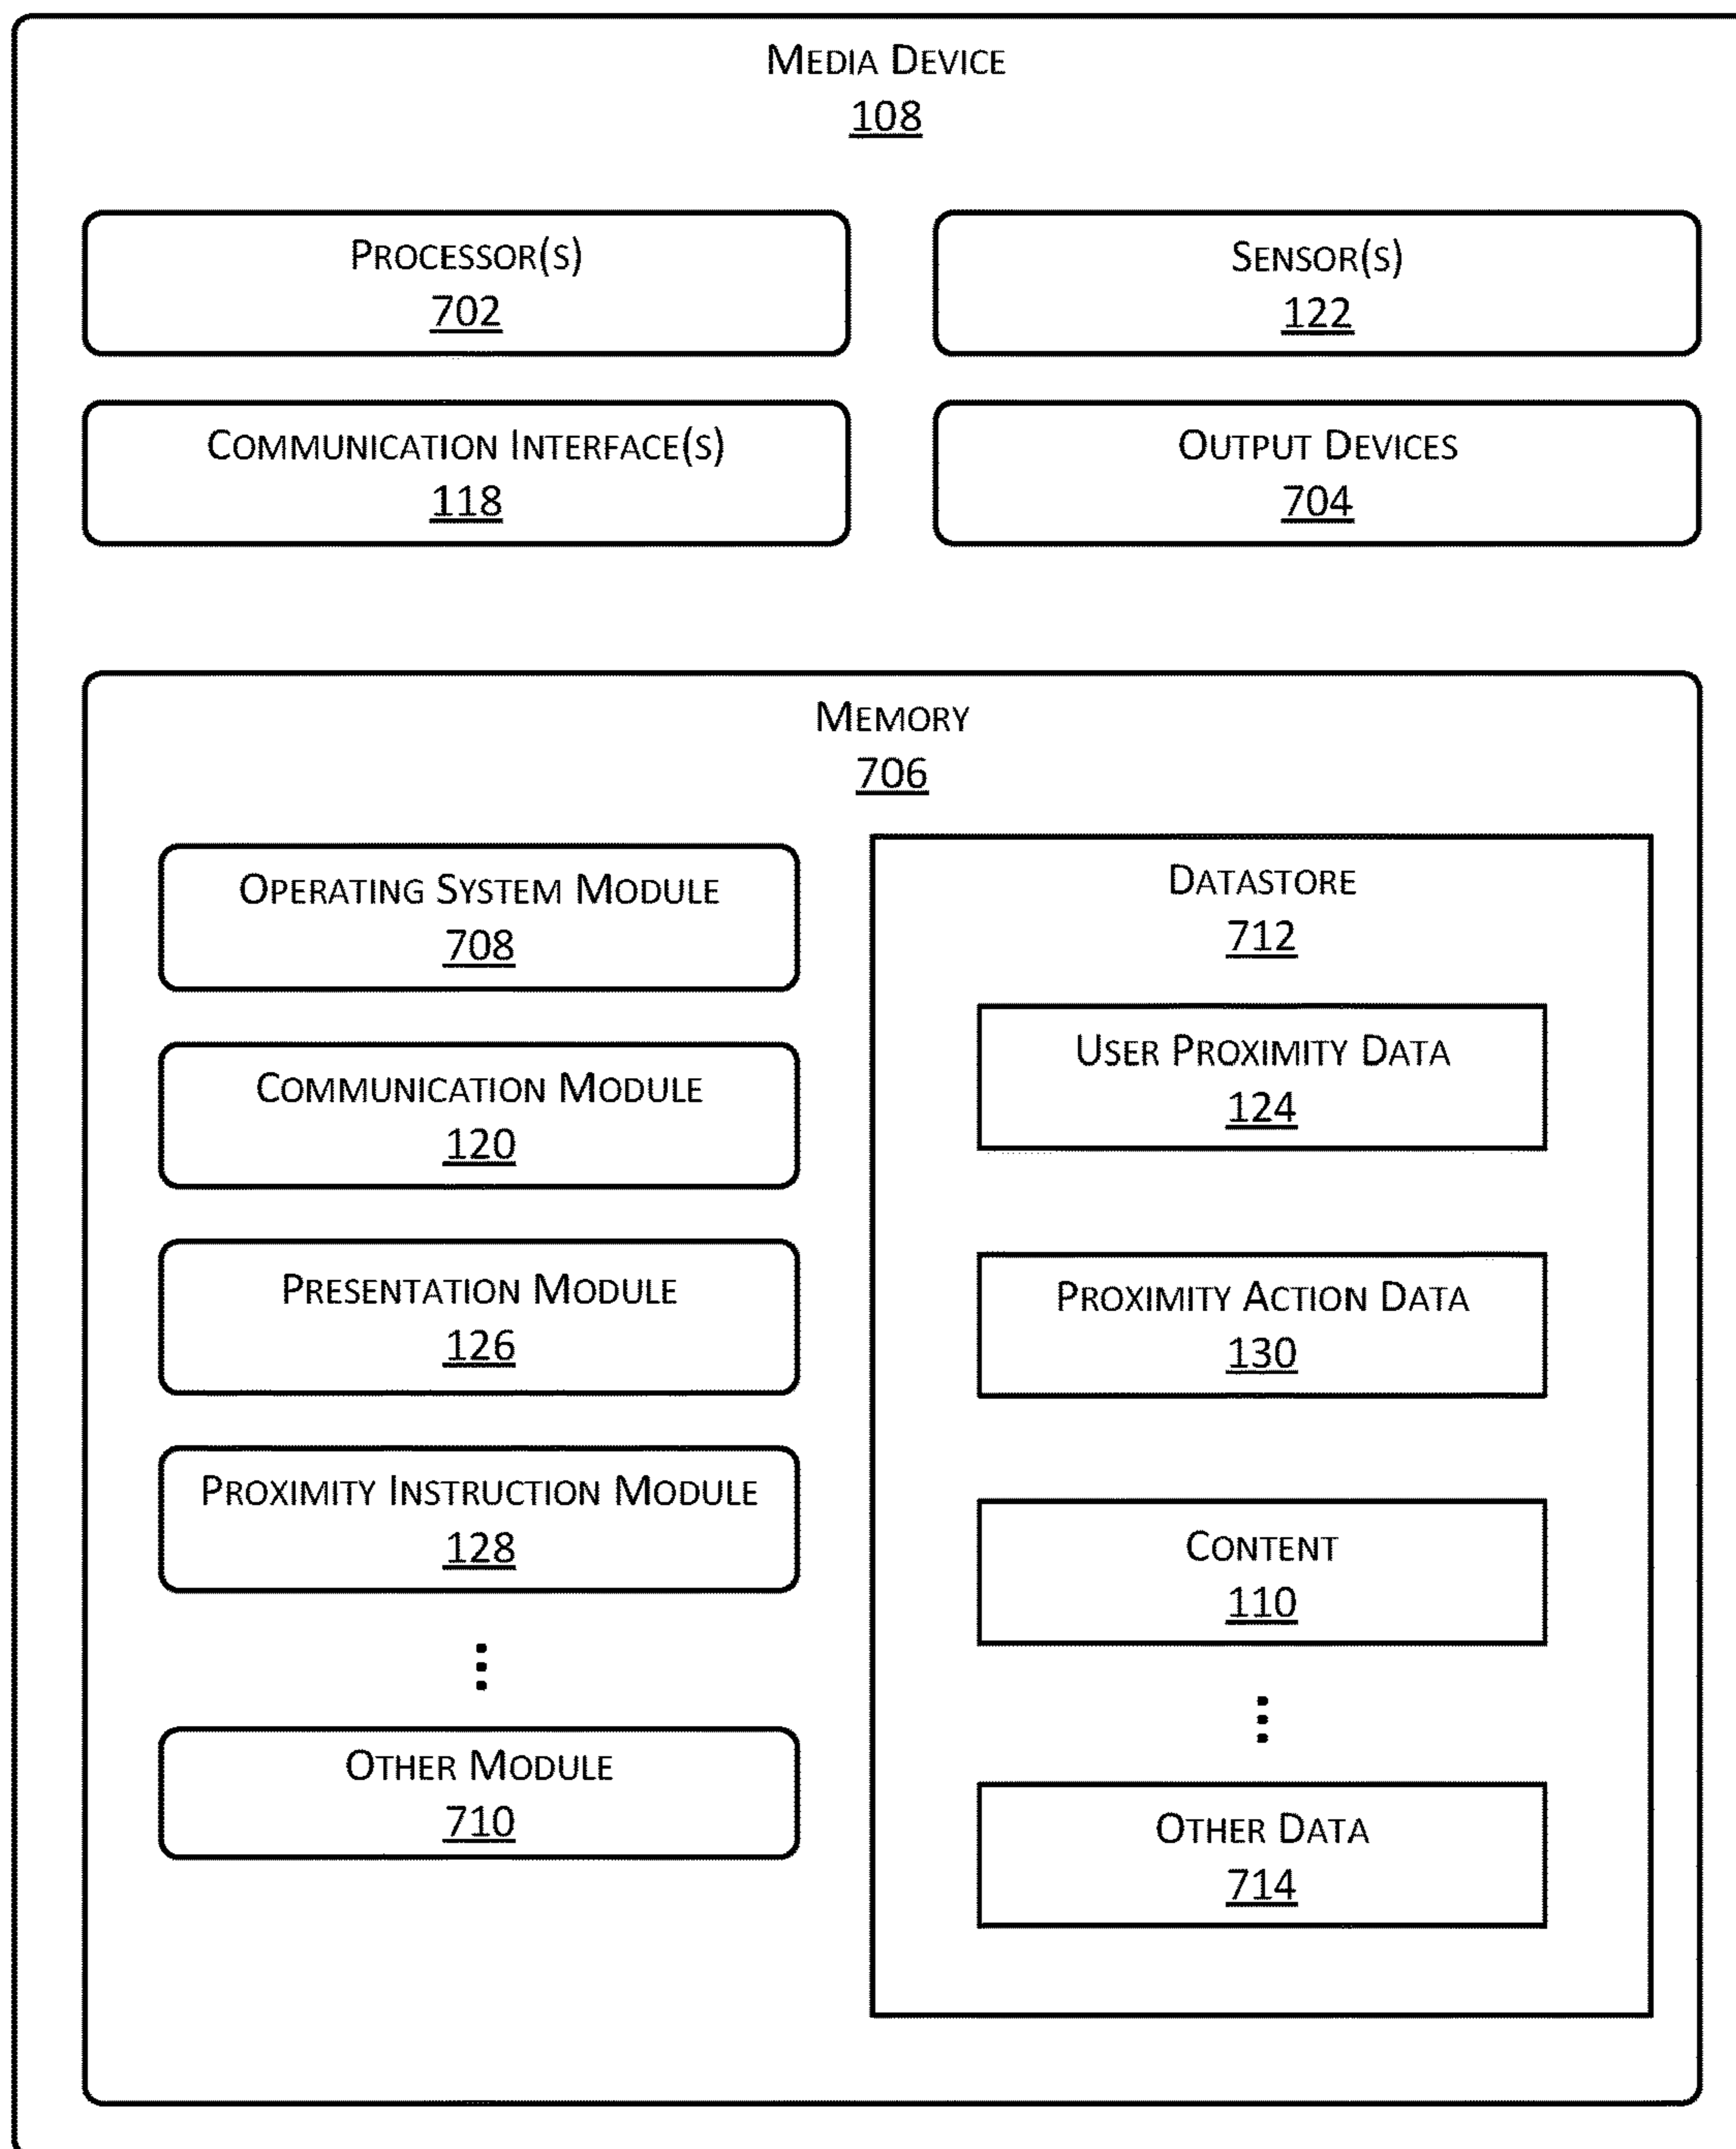 MEDIA DEVICE
108
PROCESSOR(S)
702
SENSOR(S)
122
COMMUNICATION INTERFACE(S)
118
OUTPUT DEVICES
704
MEMORY
706
OPERATING SYSTEM MODULE
708
COMMUNICATION MODULE
120
PRESENTATION MODULE
126
PROXIMITY INSTRUCTION MODULE
128
OTHER MODULE
710
DATASTORE
712
USER PROXIMITY DATA
124
PROXIMITY ACTION DATA
130
CONTENT
110
OTHER DATA
714